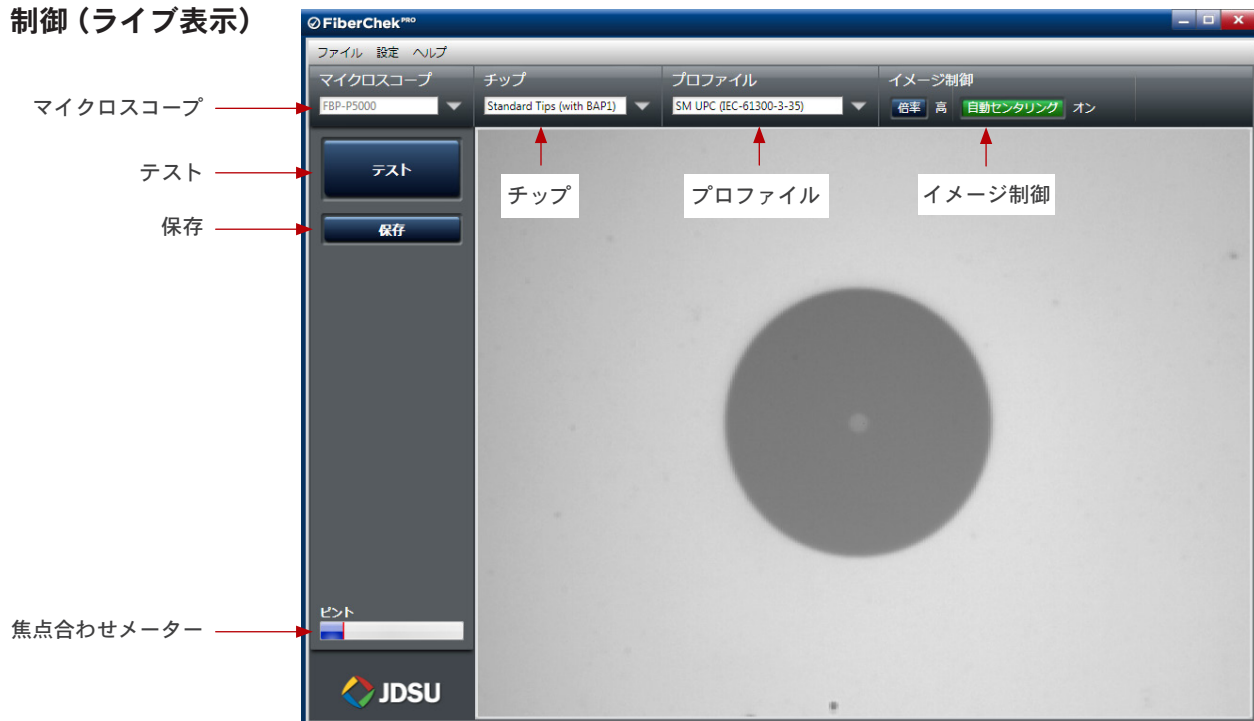 制御（ライブ表示）
FiberChek PRO
ファイル 設定 ヘルプ
マイクロスコープ チップ プロファイル イメージ制御
FBP-P5000 Standard Tips (with BAP1) SM UPC (IEC-61300-3-35) 倍率 高 自動センタリング オン
マイクロスコープ
テスト
テスト
チップ プロファイル イメージ制御
保存
保存
ピント
焦点合わせメーター
JDSU